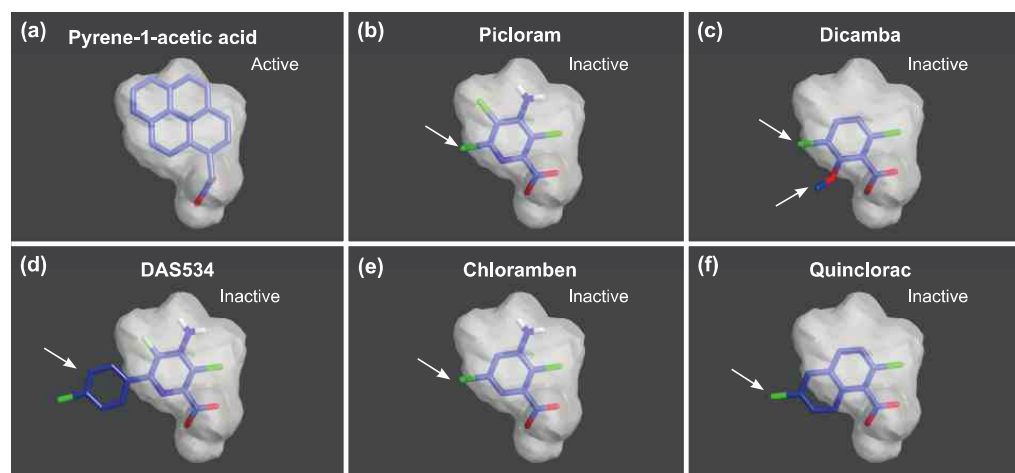 (a)
Pyrene-1-acetic acid
Active
(b)
Picloram
Inactive
(c)
Dicamba
Inactive
(d)
DAS534
Inactive
(e)
Chloramben
Inactive
(f)
Quinclorac
Inactive